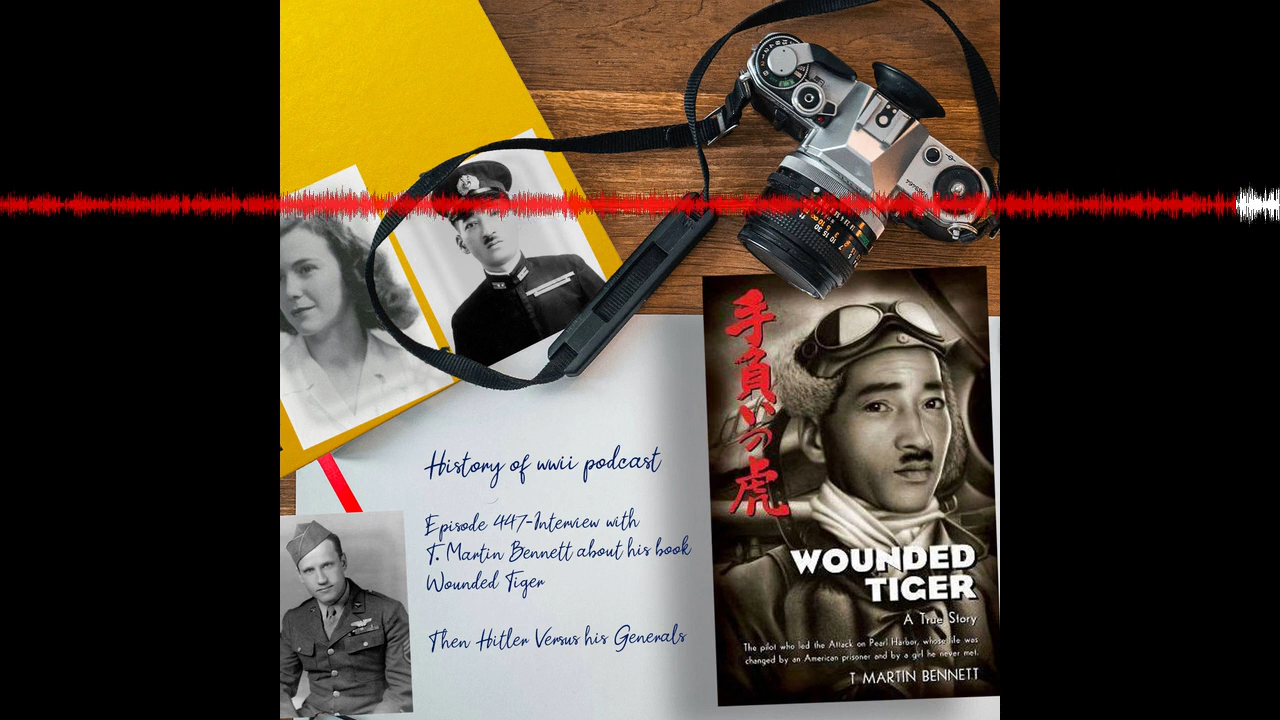 History of wwii podcast
Episode 447-Interview with
T. Martin Bennett about his book
Wounded Tiger
Then Hitler Versus his Generals
手負いの虎
WOUNDED
TIGER
A True Story
The pilot who led the Attack on Pearl Harbor, whose life was
changed by an American prisoner and by a girl he never met.
T MARTIN BENNETT